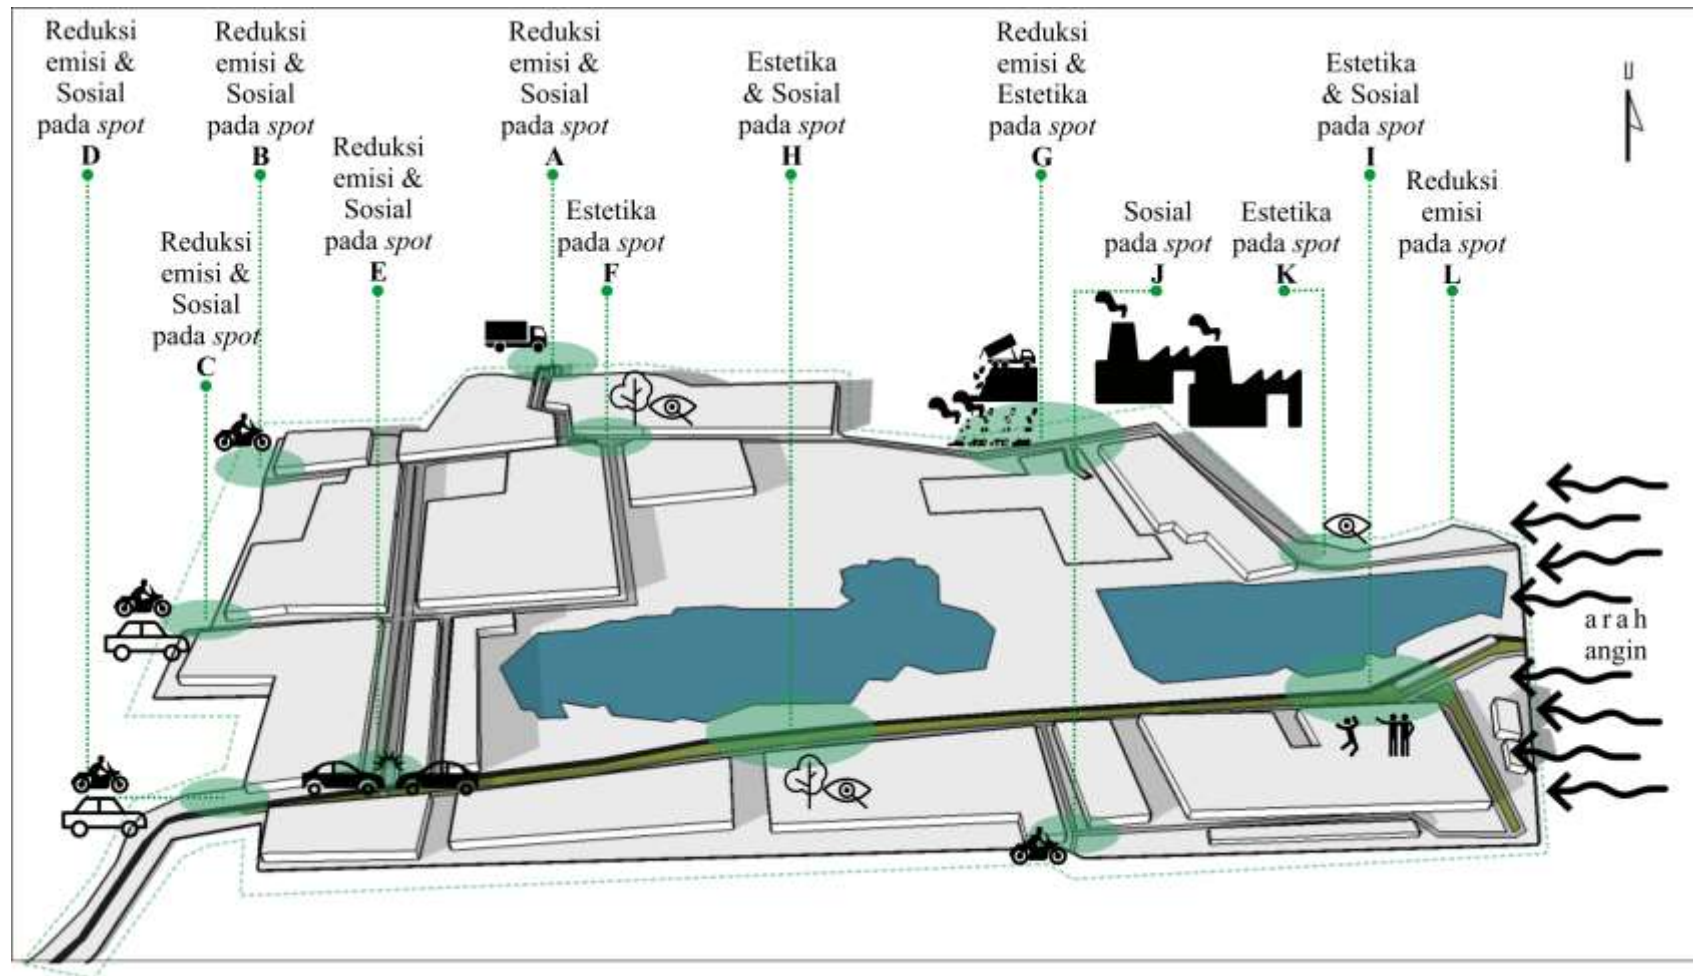 Reduksi
emisi &
Sosial
pada spot
D
Reduksi
emisi &
Sosial
pada spot
B
Reduksi
emisi &
Sosial
pada spot
A
Estetika
& Sosial
pada spot
H
Reduksi
emisi &
Estetika
pada spot
G
Estetika
& Sosial
pada spot
I
U
Reduksi
emisi &
Sosial
pada spot
C
Reduksi
emisi &
Sosial
pada spot
E
Estetika
pada spot
F
Sosial
pada spot
J
Estetika
pada spot
K
Reduksi
emisi
pada spot
L
arah
angin